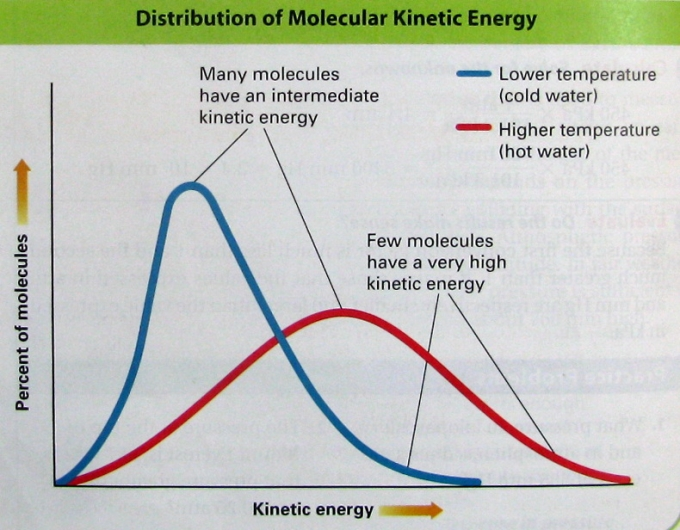 Distribution of Molecular Kinetic Energy
Many molecules
have an intermediate
kinetic energy
Lower temperature
(cold water)
Higher temperature
(hot water)
Few molecules
have a very high
kinetic energy
Percent of molecules
Kinetic energy